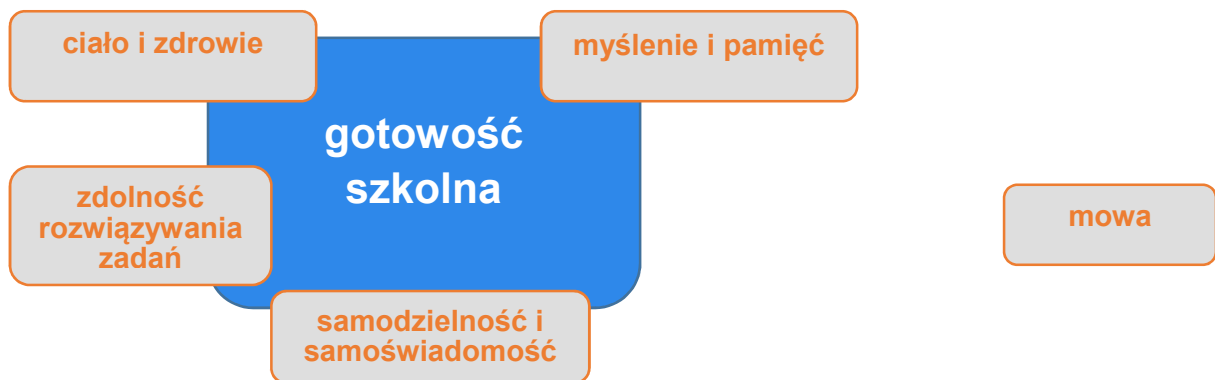 ciało i zdrowie
myślenie i pamięć
gotowość
szkolna
zdolność
rozwiązywania
zadań
mowa
samodzielność i
samoświadomość